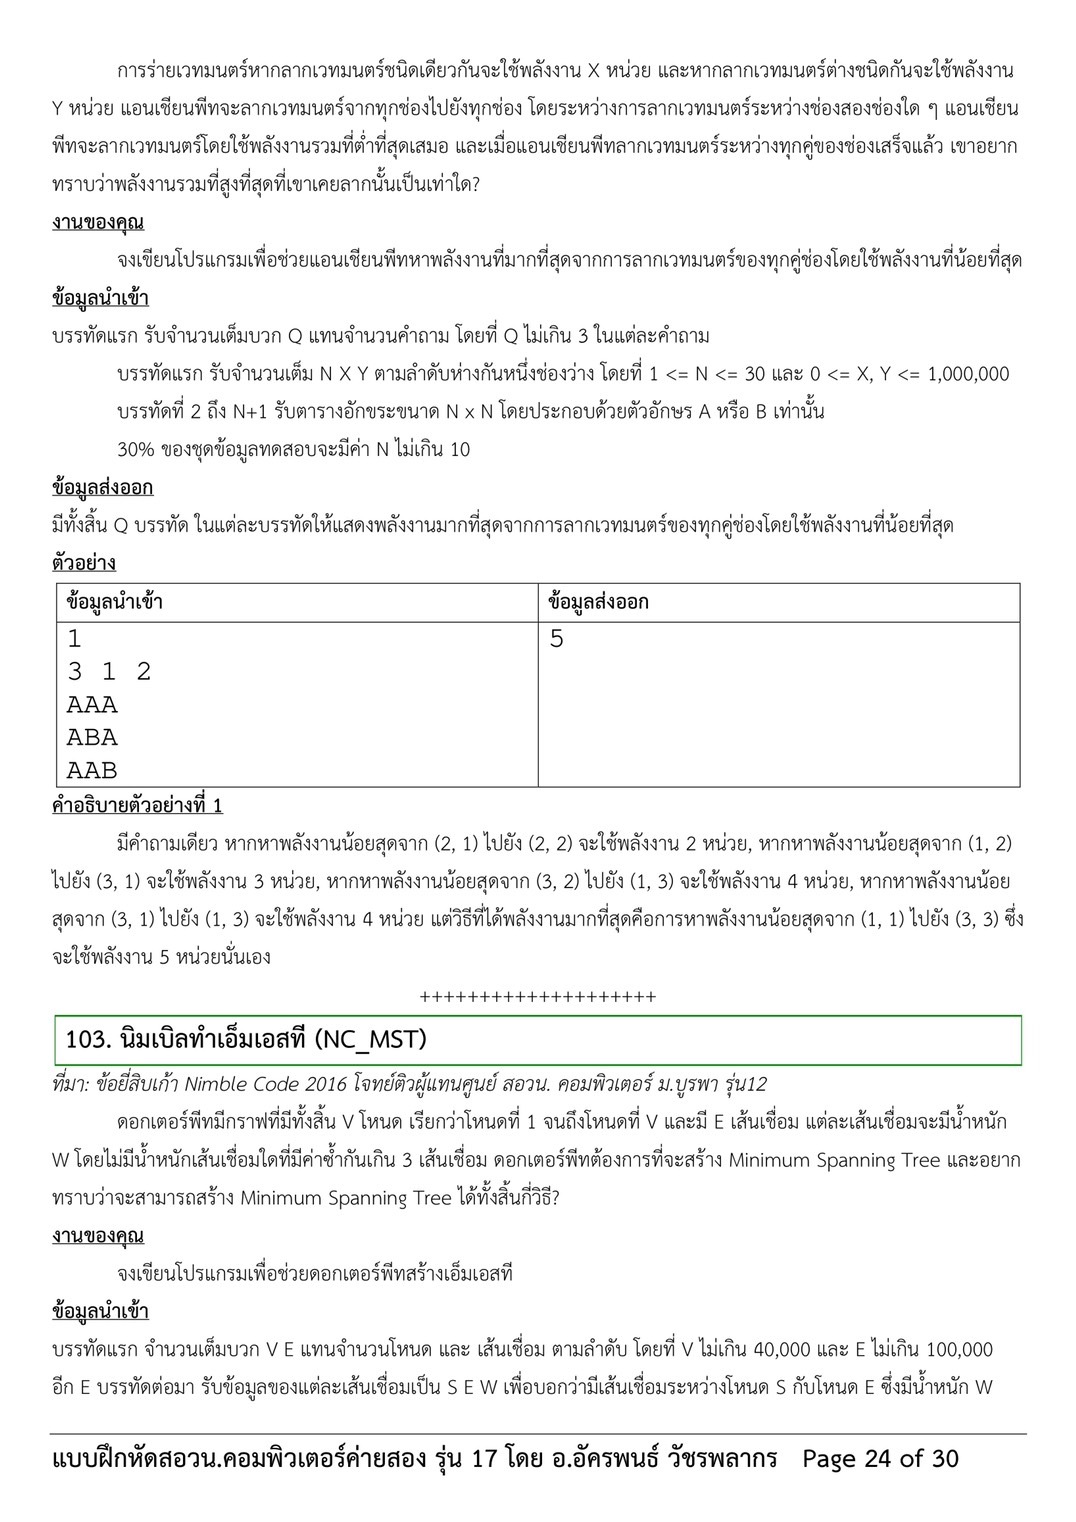 การร่ายเวทมนตร์หากลากเวทมนตร์ชนิดเดียวกันจะใช้พลังงาน X หน่วย และหากลากเวทมนตร์ต่างชนิดกันจะใช้พลังงาน
Y หน่วย แอนเชียนพีทจะลากเวทมนตร์จากทุกช่องไปยังทุกช่อง โดยระหว่างการลากเวทมนตร์ระหว่างช่องสองช่องใด ๆ แอนเชียน
พีทจะลากเวทมนตร์โดยใช้พลังงานรวมที่ต่ำที่สุดเสมอ และเมื่อแอนเชียนพีทลากเวทมนตร์ระหว่างทุกคู่ของช่องเสร็จแล้ว เขาอยาก
ทราบว่าพลังงานรวมที่สูงที่สุดที่เขาเคยลากนั้นเป็นเท่าใด?
งานของคุณ
จงเขียนโปรแกรมเพื่อช่วยแอนเชียนพีทหาพลังงานที่มากที่สุดจากการลากเวทมนตร์ของทุกคู่ช่องโดยใช้พลังงานที่น้อยที่สุด
ข้อมูลนำเข้า
บรรทัดแรก รับจำนวนเต็มบวก Q แทนจำนวนคำถาม โดยที่ Q ไม่เกิน 3 ในแต่ละคำถาม
บรรทัดแรก รับจำนวนเต็ม N X Y ตามลำดับห่างกันหนึ่งช่องว่าง โดยที่ 1 <= N <= 30 และ 0 <= X, Y <= 1,000,000
บรรทัดที่ 2 ถึง N+1 รับตารางอักขระขนาด N x N โดยประกอบด้วยตัวอักษร A หรือ B เท่านั้น
30% ของชุดข้อมูลทดสอบจะมีค่า N ไม่เกิน 10
ข้อมูลส่งออก
มีทั้งสิ้น Q บรรทัด ในแต่ละบรรทัดให้แสดงพลังงานมากที่สุดจากการลากเวทมนตร์ของทุกคู่ช่องโดยใช้พลังงานที่น้อยที่สุด
ตัวอย่าง
ข้อมูลนำเข้า ข้อมูลส่งออก
1 5
3 1 2
AAA
ABA
AAB
คำอธิบายตัวอย่างที่ 1
มีคำถามเดียว หากหาพลังงานน้อยสุดจาก (2, 1) ไปยัง (2, 2) จะใช้พลังงาน 2 หน่วย, หากหาพลังงานน้อยสุดจาก (1, 2)
ไปยัง (3, 1) จะใช้พลังงาน 3 หน่วย, หากหาพลังงานน้อยสุดจาก (3, 2) ไปยัง (1, 3) จะใช้พลังงาน 4 หน่วย, หากหาพลังงานน้อย
สุดจาก (3, 1) ไปยัง (1, 3) จะใช้พลังงาน 4 หน่วย แต่วิธีที่ได้พลังงานมากที่สุดคือการหาพลังงานน้อยสุดจาก (1, 1) ไปยัง (3, 3) ซึ่ง
จะใช้พลังงาน 5 หน่วยนั่นเอง
++++++++++++++++++++
103. นิมเบิลทำเอ็มเอสที (NC_MST)
ที่มา: ข้อยี่สิบเก้า Nimble Code 2016 โจทย์ติวผู้แทนศูนย์ สอวน. คอมพิวเตอร์ ม.บูรพา รุ่น12
ดอกเตอร์พีทมีกราฟที่มีทั้งสิ้น V โหนด เรียกว่าโหนดที่ 1 จนถึงโหนดที่ V และมี E เส้นเชื่อม แต่ละเส้นเชื่อมจะมีน้ำหนัก
W โดยไม่มีน้ำหนักเส้นเชื่อมใดที่มีค่าซ้ำกันเกิน 3 เส้นเชื่อม ดอกเตอร์พีทต้องการที่จะสร้าง Minimum Spanning Tree และอยาก
ทราบว่าจะสามารถสร้าง Minimum Spanning Tree ได้ทั้งสิ้นกี่วิธี?
งานของคุณ
จงเขียนโปรแกรมเพื่อช่วยดอกเตอร์พีทสร้างเอ็มเอสที
ข้อมูลนำเข้า
บรรทัดแรก จำนวนเต็มบวก V E แทนจำนวนโหนด และ เส้นเชื่อม ตามลำดับ โดยที่ V ไม่เกิน 40,000 และ E ไม่เกิน 100,000
อีก E บรรทัดต่อมา รับข้อมูลของแต่ละเส้นเชื่อมเป็น S E W เพื่อบอกว่ามีเส้นเชื่อมระหว่างโหนด S กับโหนด E ซึ่งมีน้ำหนัก W
แบบฝึกหัดสอวน.คอมพิวเตอร์ค่ายสอง รุ่น 17 โดย อ.อัครพนธ์ วัชรพลากร Page 24 of 30